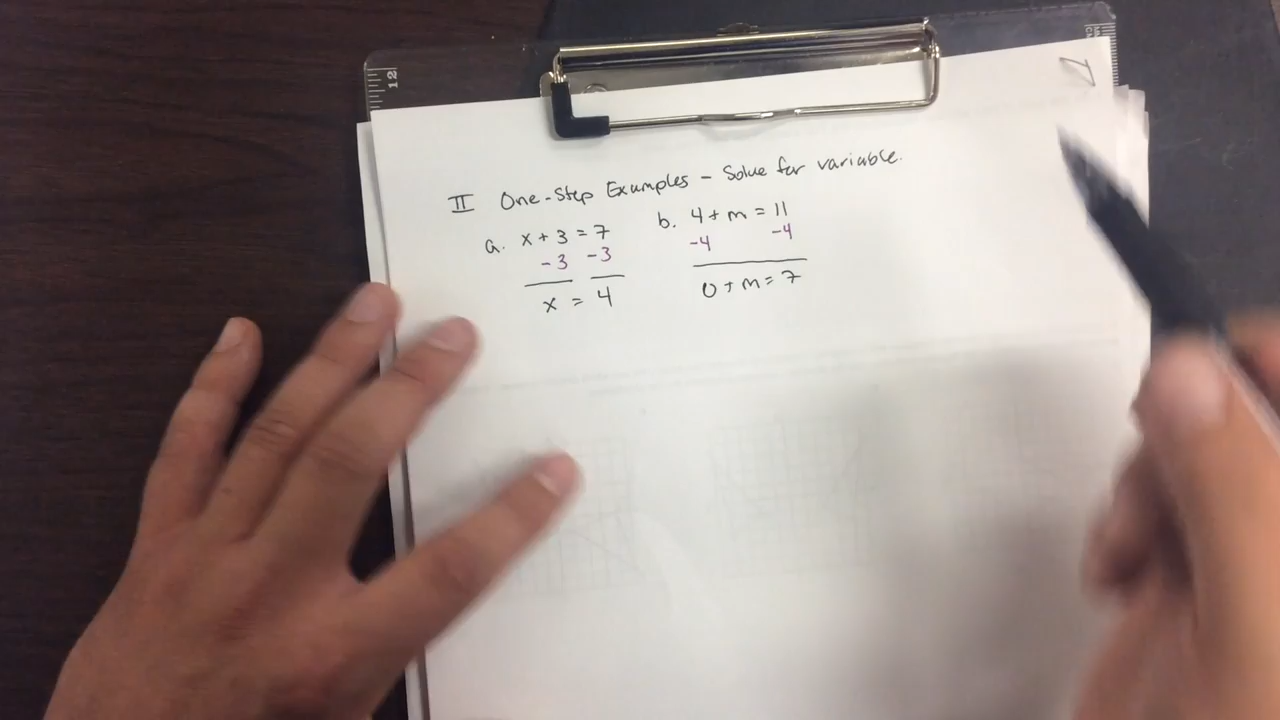 II One-Step Examples - Solve for variable.
a. x + 3 = 7
-3 -3
x = 4
b. 4 + m = 11
-4 -4
0 + m = 7
12